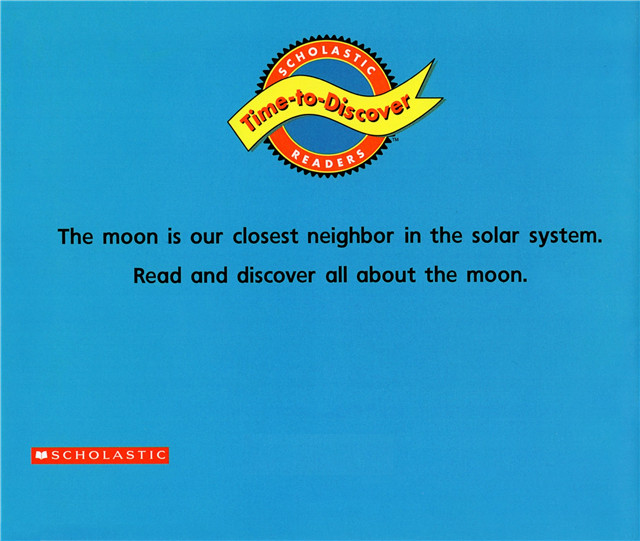 SCHOLASTIC
Time-to-Discover
READERS
™
The moon is our closest neighbor in the solar system.
Read and discover all about the moon.
SCHOLASTIC